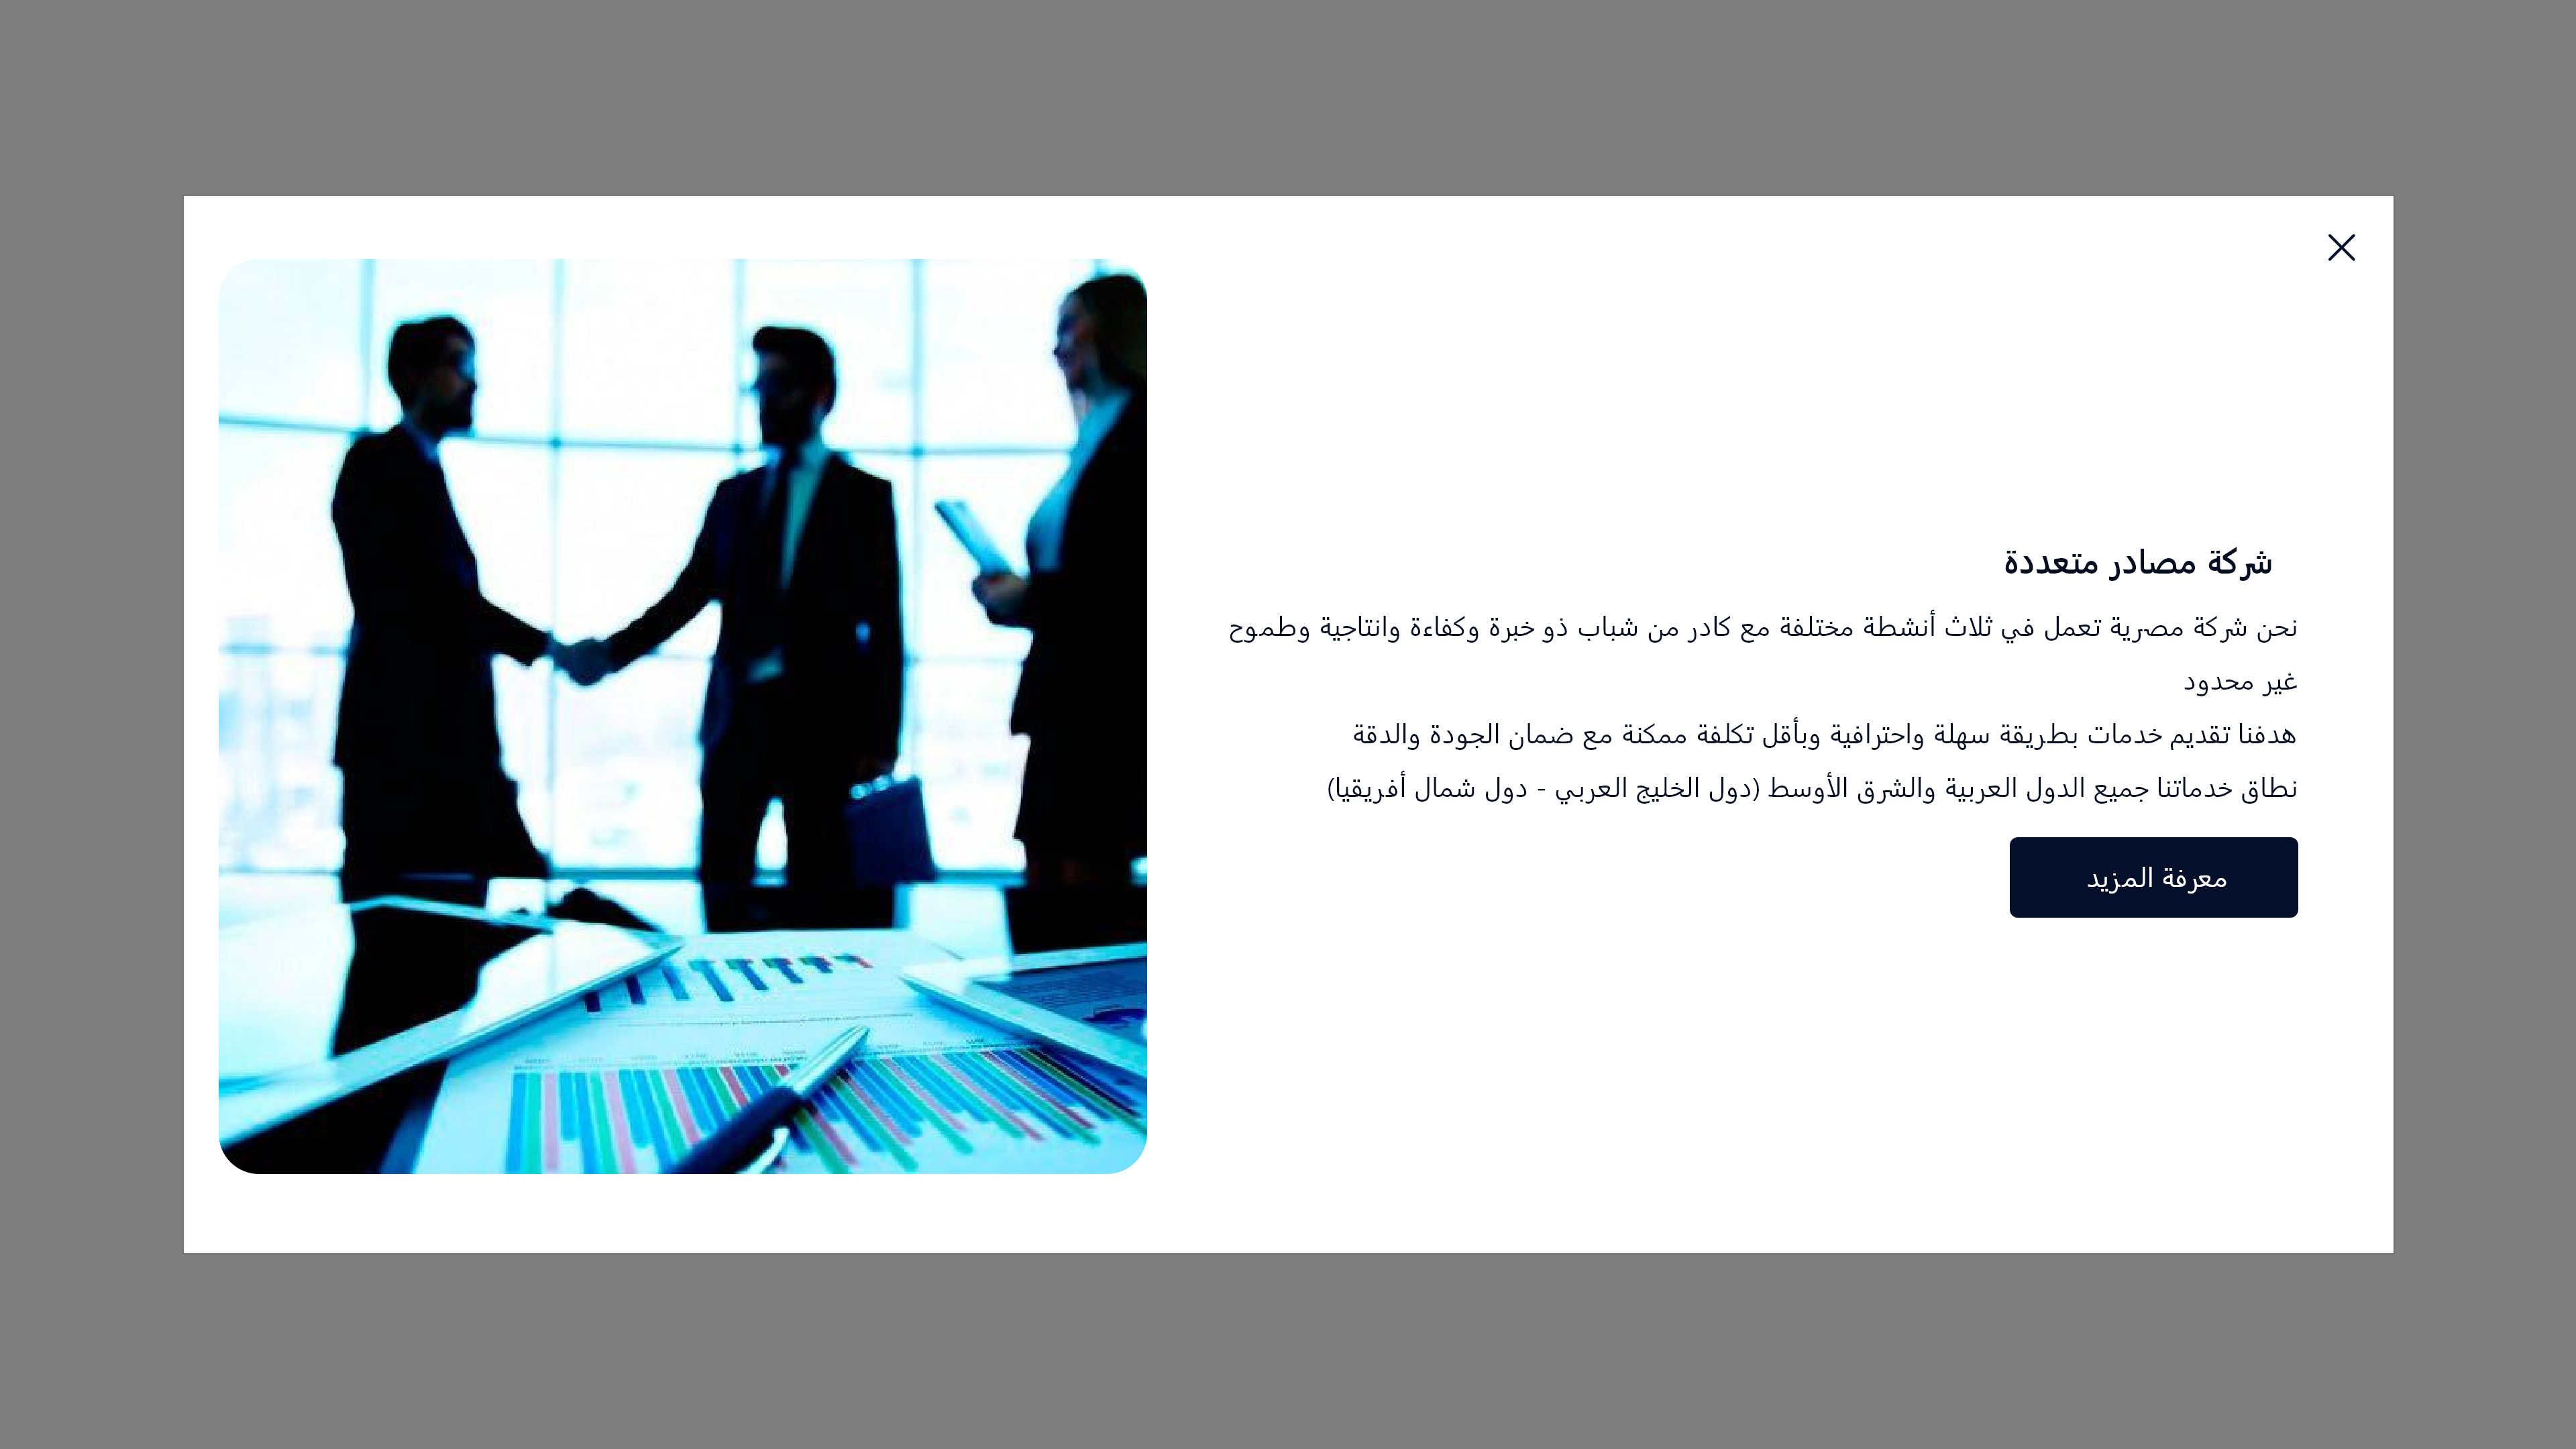 شركة مصادر متعددة
نحن شركة مصرية تعمل في ثلاث أنشطة مختلفة مع كادر من شباب ذو خبرة وكفاءة وانتاجية وطموح
غير محدود
هدفنا تقديم خدمات بطريقة سهلة واحترافية وبأقل تكلفة ممكنة مع ضمان الجودة والدقة
نطاق خدماتنا جميع الدول العربية والشرق الأوسط (دول الخليج العربي - دول شمال أفريقيا)
معرفة المزيد